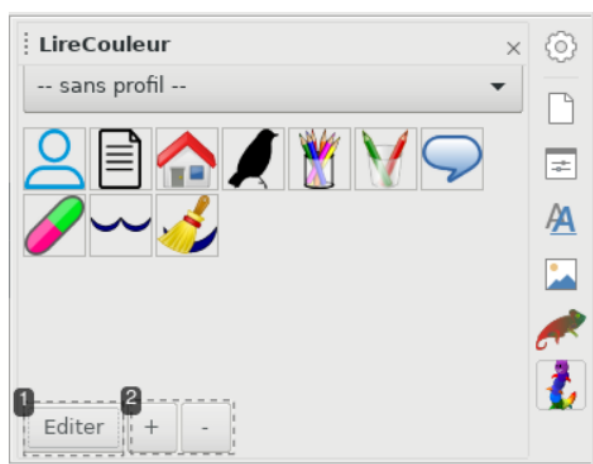 LireCouleur ×
-- sans profil --
1 2
Editer + -